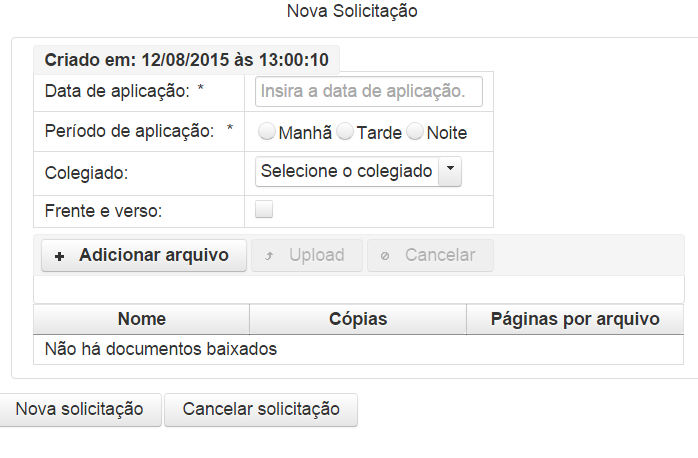 Nova Solicitação
Criado em: 12/08/2015 às 13:00:10
Data de aplicação: * Insira a data de aplicação.
Período de aplicação: * Manhã Tarde Noite
Colegiado: Selecione o colegiado
Frente e verso:
Adicionar arquivo Upload Cancelar
Nome Cópias Páginas por arquivo
Não há documentos baixados
Nova solicitação Cancelar solicitação